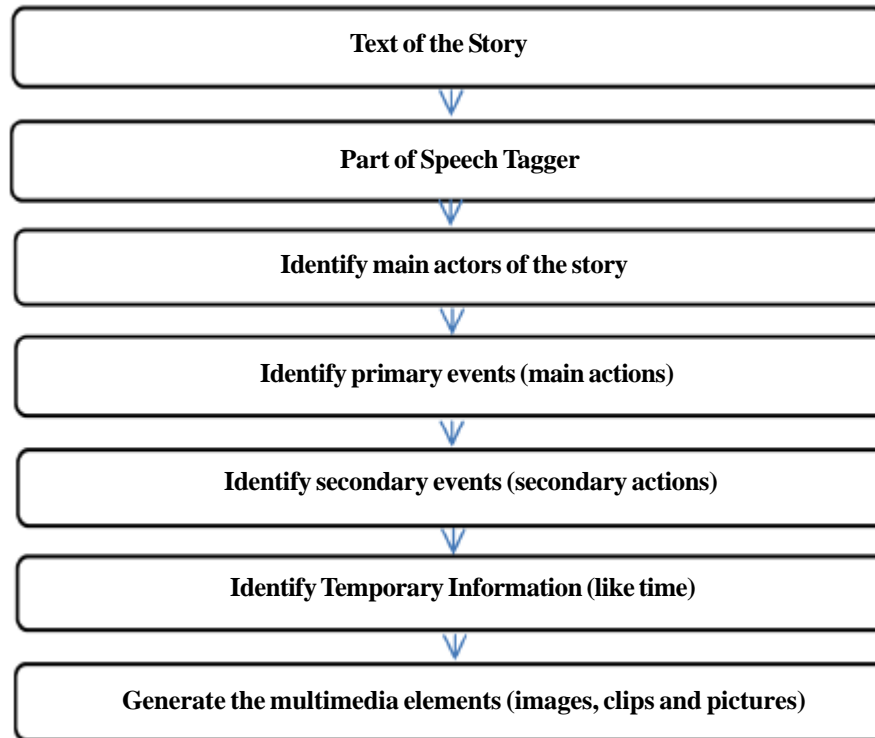 Text of the Story
Part of Speech Tagger
Identify main actors of the story
Identify primary events (main actions)
Identify secondary events (secondary actions)
Identify Temporary Information (like time)
Generate the multimedia elements (images, clips and pictures)